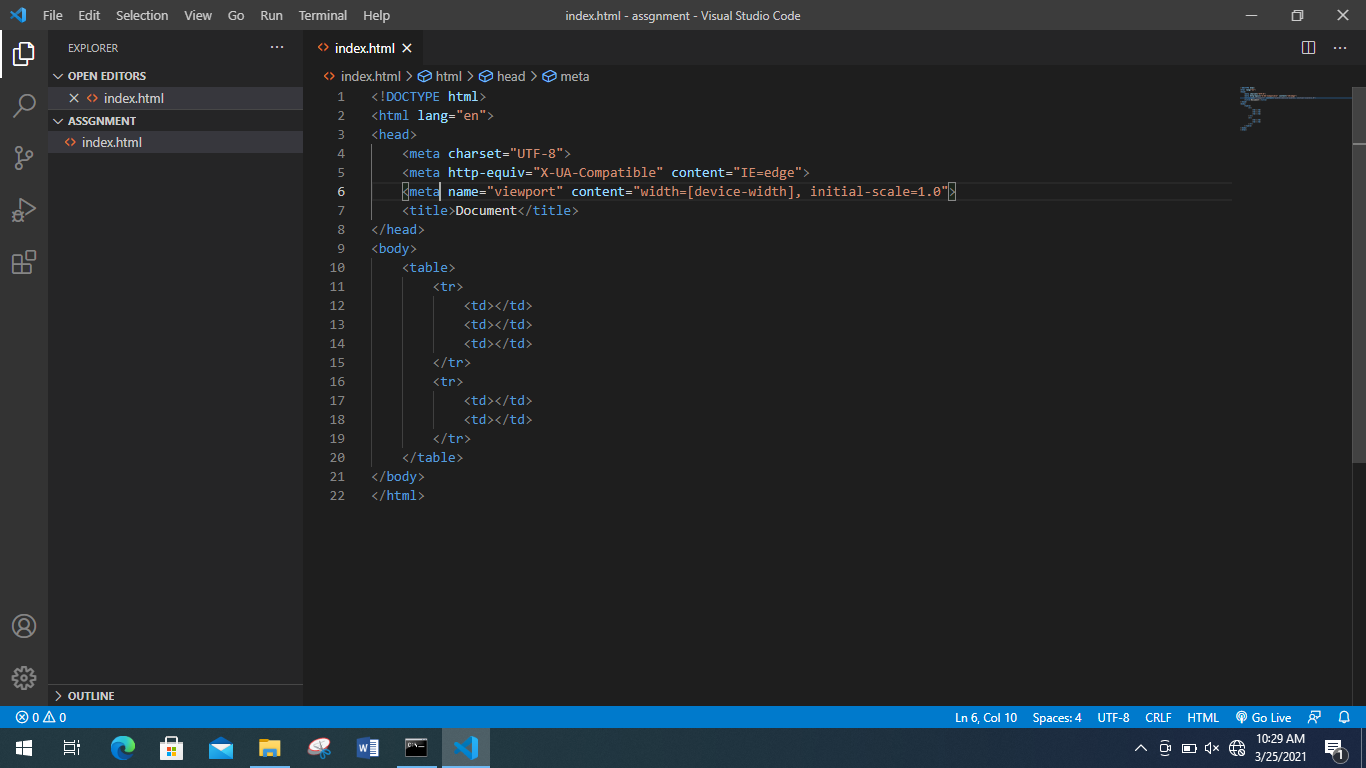 File Edit Selection View Go Run Terminal Help index.html - assgnment - Visual Studio Code
EXPLORER
OPEN EDITORS
index.html
ASSGNMENT
index.html
OUTLINE
index.html
index.html > html > head > meta
1 <!DOCTYPE html>
2 <html lang="en">
3 <head>
4 <meta charset="UTF-8">
5 <meta http-equiv="X-UA-Compatible" content="IE=edge">
6 <meta name="viewport" content="width=[device-width], initial-scale=1.0">
7 <title>Document</title>
8 </head>
9 <body>
10 <table>
11 <tr>
12 <td></td>
13 <td></td>
14 <td></td>
15 </tr>
16 <tr>
17 <td></td>
18 <td></td>
19 </tr>
20 </table>
21 </body>
22 </html>
0 0 Ln 6, Col 10 Spaces: 4 UTF-8 CRLF HTML Go Live
10:29 AM
3/25/2021
1